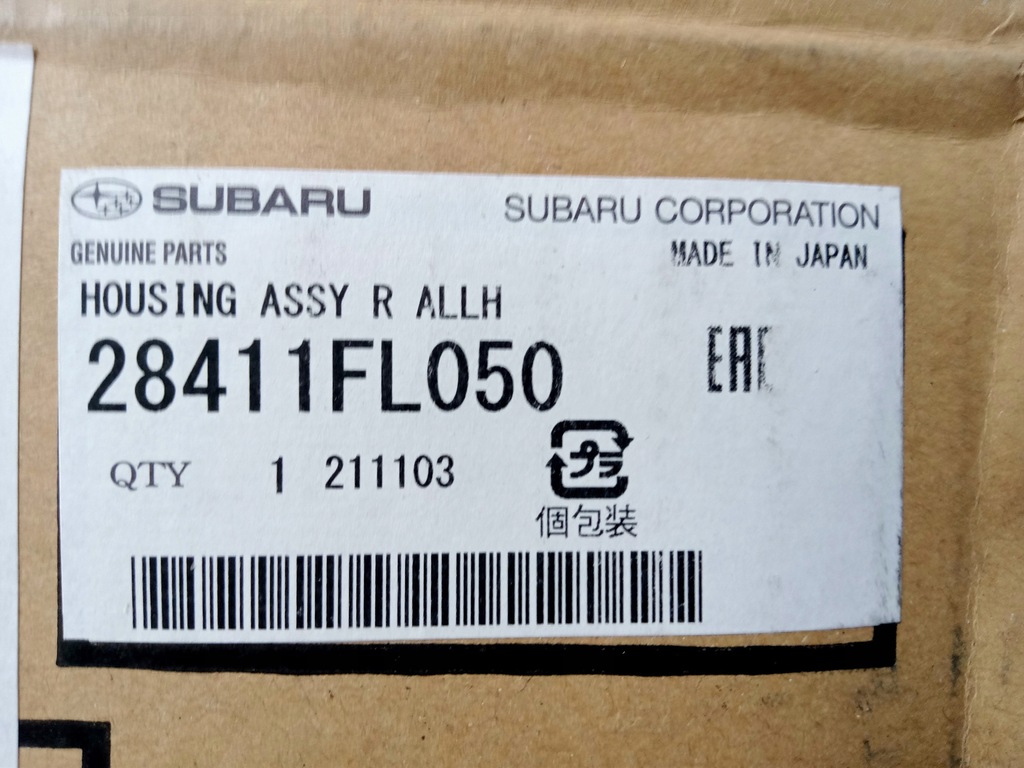 SUBARU
SUBARU CORPORATION
GENUINE PARTS
MADE IN JAPAN
HOUSING ASSY R ALLH
28411FL050
EAC
QTY 1 211103
プラ
個包装